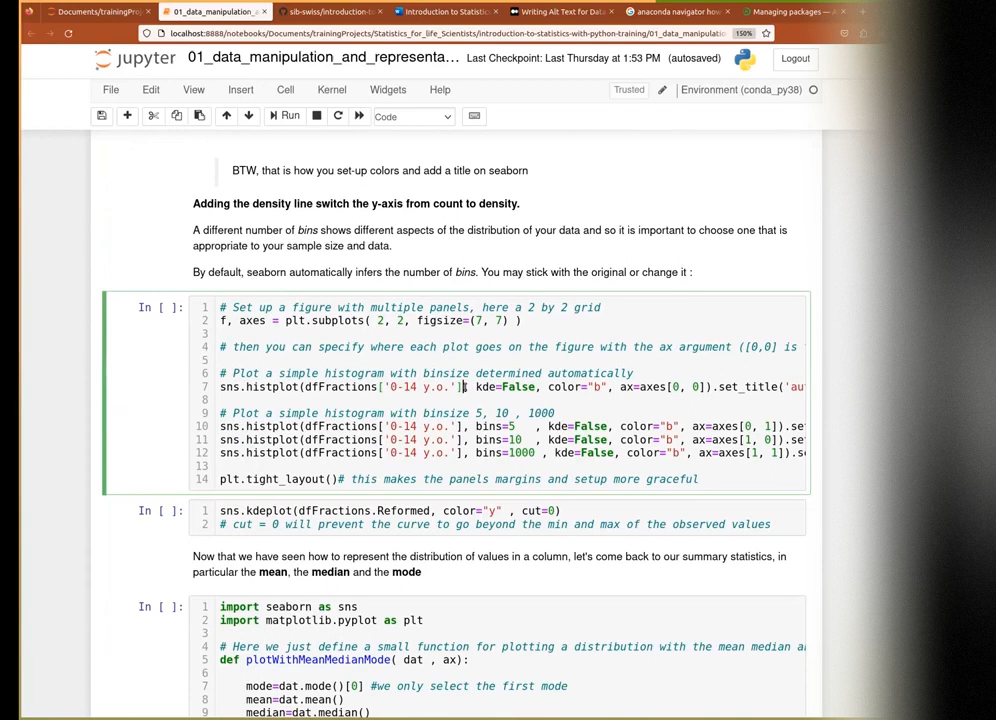 Documents/trainingProj
01_data_manipulation_a
sib-swiss/introduction-to
Introduction to Statistic
Writing Alt Text for Dat
anaconda navigator how
Managing packages — A
localhost:8888/notebooks/Documents/trainingProjects/Statistics_for_life_Scientists/introduction-to-statistics-with-python-training/01_data_manipulatio
150%
jupyter 01_data_manipulation_and_representa... Last Checkpoint: Last Thursday at 1:53 PM (autosaved) Logout
File Edit View Insert Cell Kernel Widgets Help Trusted Environment (conda_py38)
Run Code
BTW, that is how you set-up colors and add a title on seaborn
Adding the density line switch the y-axis from count to density.
A different number of bins shows different aspects of the distribution of your data and so it is important to choose one that is
appropriate to your sample size and data.
By default, seaborn automatically infers the number of bins. You may stick with the original or change it :
In [ ]: 1 # Set up a figure with multiple panels, here a 2 by 2 grid
2 f, axes = plt.subplots( 2, 2, figsize=(7, 7) )
3
4 # then you can specify where each plot goes on the figure with the ax argument ([0,0] is
5
6 # Plot a simple histogram with binsize determined automatically
7 sns.histplot(dfFractions['0-14 y.o.'], kde=False, color="b", ax=axes[0, 0]).set_title('au
8
9 # Plot a simple histogram with binsize 5, 10 , 1000
10 sns.histplot(dfFractions['0-14 y.o.'], bins=5 , kde=False, color="b", ax=axes[0, 1]).se
11 sns.histplot(dfFractions['0-14 y.o.'], bins=10 , kde=False, color="b", ax=axes[1, 0]).se
12 sns.histplot(dfFractions['0-14 y.o.'], bins=1000 , kde=False, color="b", ax=axes[1, 1]).s
13
14 plt.tight_layout()# this makes the panels margins and setup more graceful
In [ ]: 1 sns.kdeplot(dfFractions.Reformed, color="y" , cut=0)
2 # cut = 0 will prevent the curve to go beyond the min and max of the observed values
Now that we have seen how to represent the distribution of values in a column, let's come back to our summary statistics, in
particular the mean, the median and the mode
In [ ]: 1 import seaborn as sns
2 import matplotlib.pyplot as plt
3
4 # Here we just define a small function for plotting a distribution with the mean median a
5 def plotWithMeanMedianMode( dat , ax):
6
7 mode=dat.mode()[0] #we only select the first mode
8 mean=dat.mean()
9 median=dat.median()